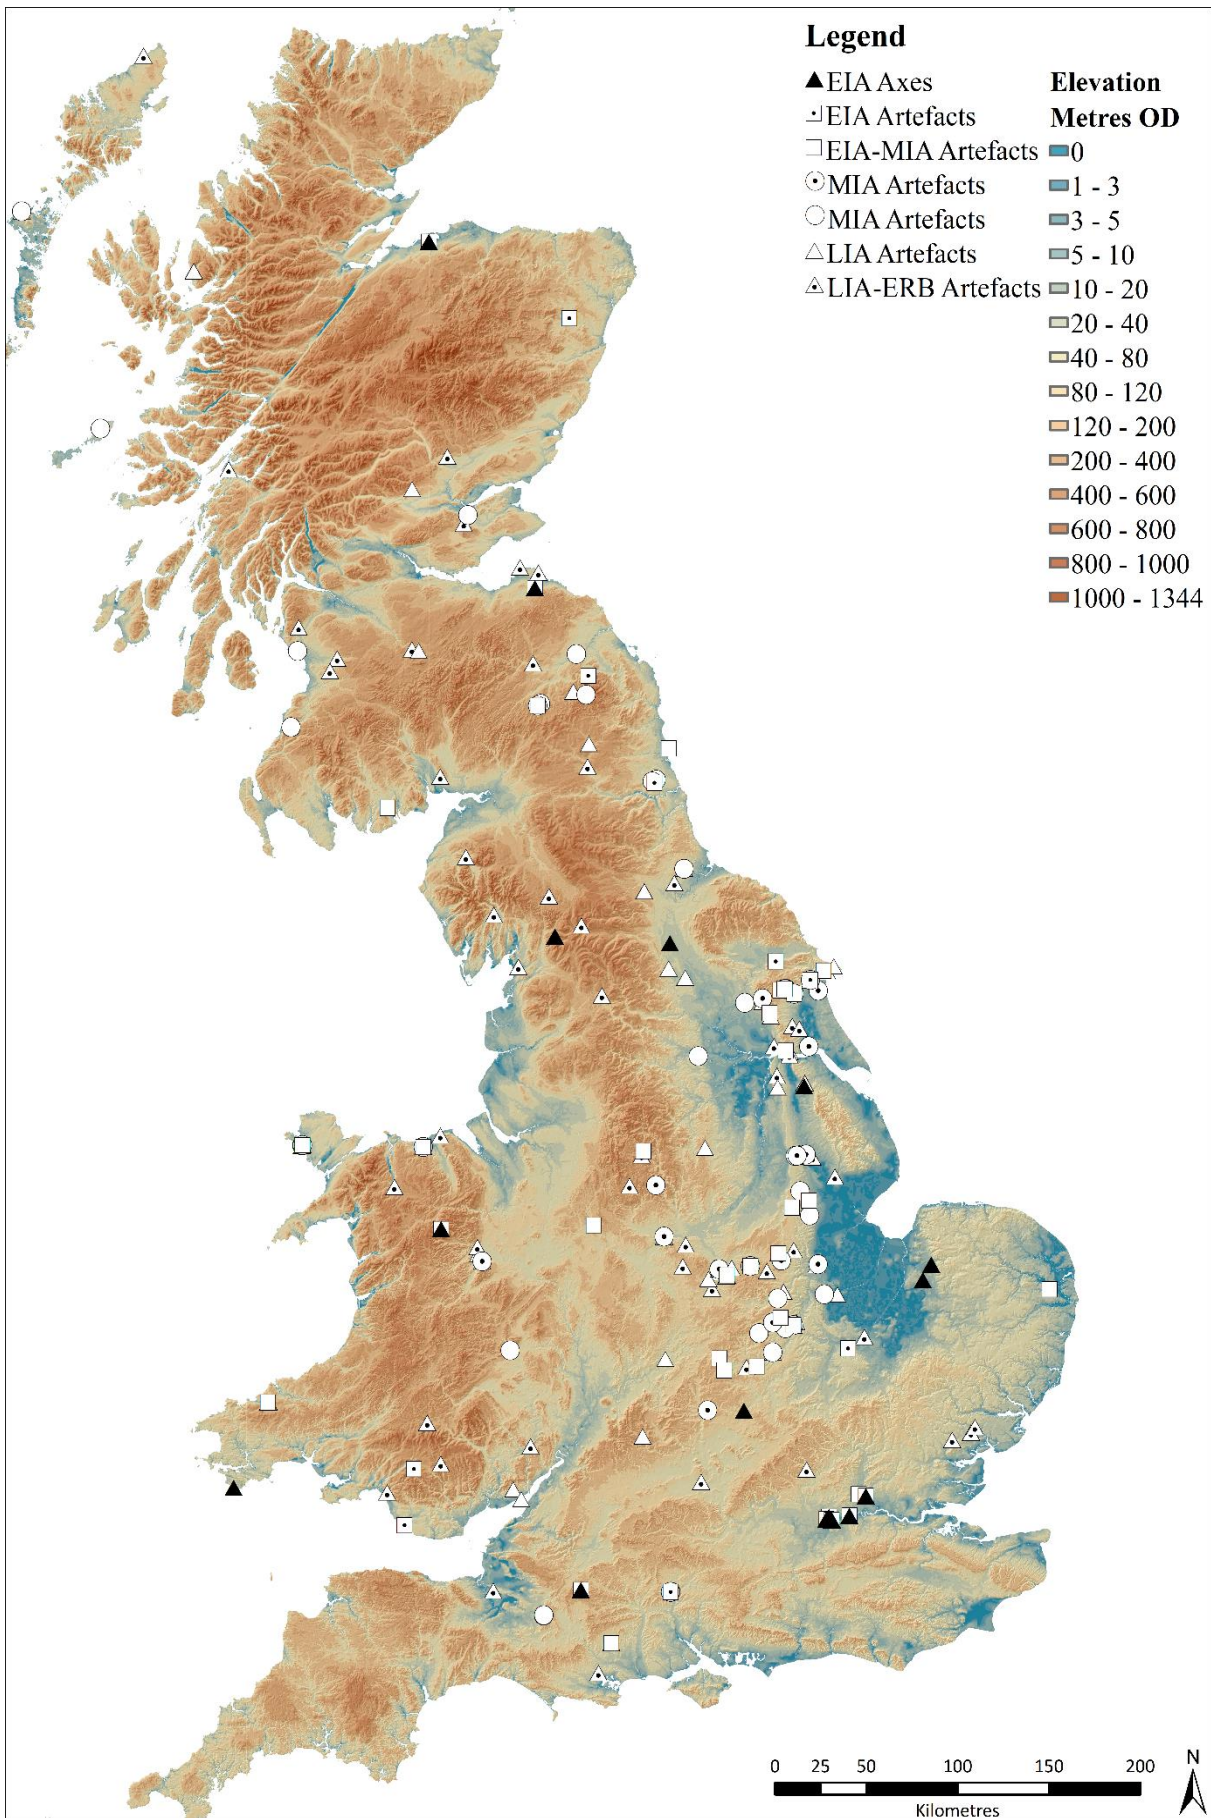 Legend
EIA Axes
EIA Artefacts
EIA-MIA Artefacts
MIA Artefacts
MIA Artefacts
LIA Artefacts
LIA-ERB Artefacts
Elevation
Metres OD
0
1 - 3
3 - 5
5 - 10
10 - 20
20 - 40
40 - 80
80 - 120
120 - 200
200 - 400
400 - 600
600 - 800
800 - 1000
1000 - 1344
0 25 50 100 150 200
Kilometres
N